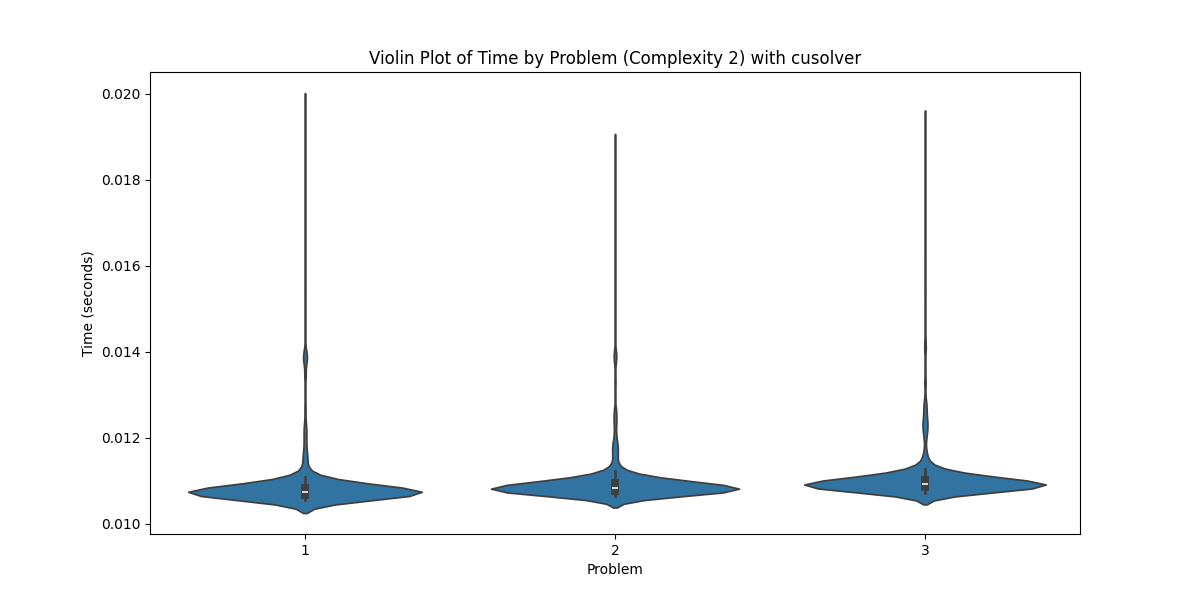 Violin Plot of Time by Problem (Complexity 2) with cusolver
0.020
0.018
0.016
0.014
0.012
0.010
Time (seconds)
1 2 3
Problem